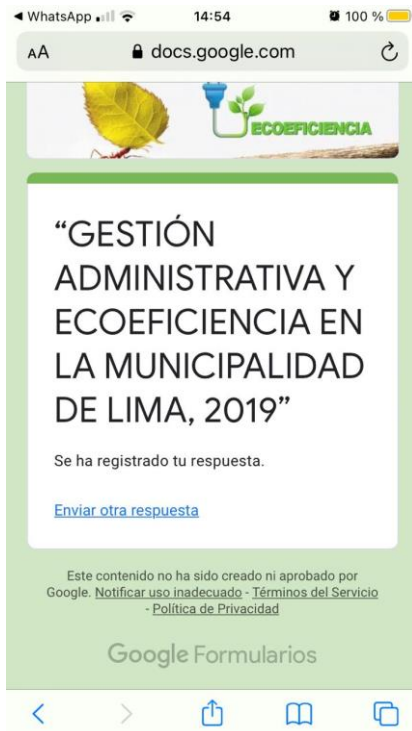 WhatsApp 14:54 100 %
AA docs.google.com
ECOEFICIENCIA
“GESTIÓN
ADMINISTRATIVA Y
ECOEFICIENCIA EN
LA MUNICIPALIDAD
DE LIMA, 2019”
Se ha registrado tu respuesta.
Enviar otra respuesta
Este contenido no ha sido creado ni aprobado por
Google. Notificar uso inadecuado - Términos del Servicio
- Política de Privacidad
Google Formularios